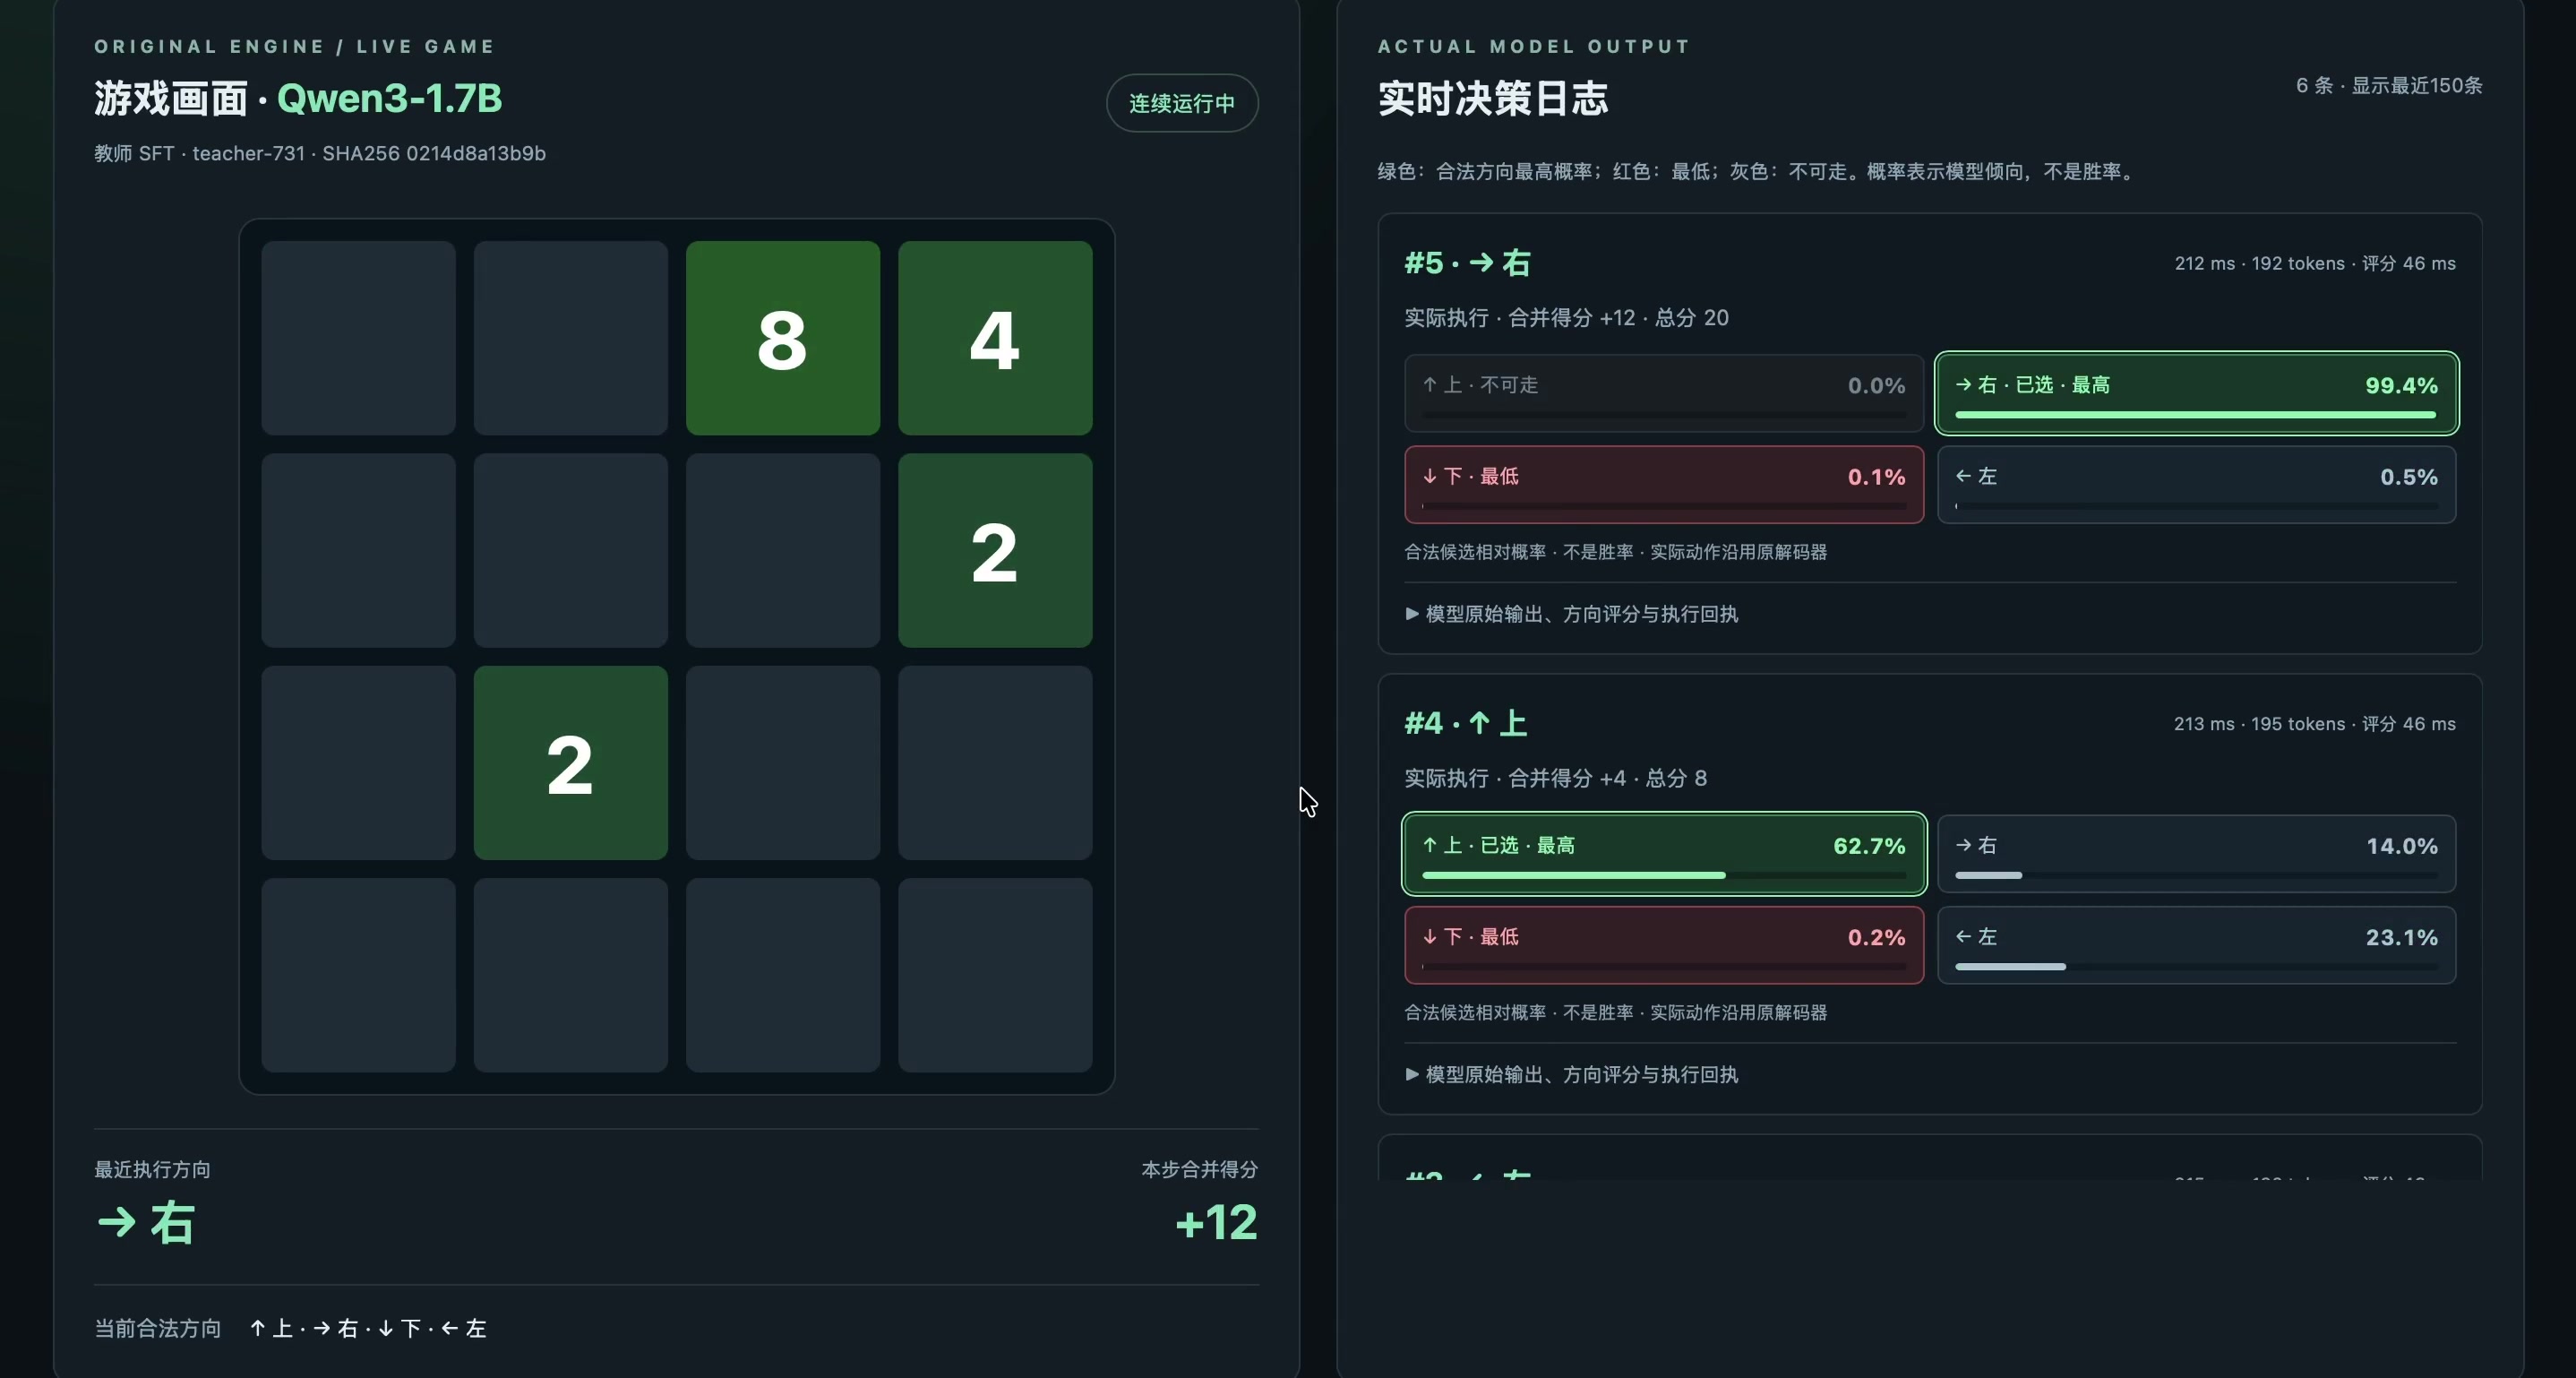 ORIGINAL ENGINE / LIVE GAME
游戏画面 · Qwen3-1.7B
连续运行中
教师 SFT · teacher-731 · SHA256 0214d8a13b9b
8 4
2
2
最近执行方向
→ 右
本步合并得分
+12
当前合法方向 ↑ 上 · → 右 · ↓ 下 · ← 左
ACTUAL MODEL OUTPUT
实时决策日志
6 条 · 显示最近150条
绿色：合法方向最高概率；红色：最低；灰色：不可走。概率表示模型倾向，不是胜率。
#5 · → 右
212 ms · 192 tokens · 评分 46 ms
实际执行 · 合并得分 +12 · 总分 20
↑ 上 · 不可走 0.0%
→ 右 · 已选 · 最高 99.4%
↓ 下 · 最低 0.1%
← 左 0.5%
合法候选相对概率 · 不是胜率 · 实际动作沿用原解码器
▶ 模型原始输出、方向评分与执行回执
#4 · ↑ 上
213 ms · 195 tokens · 评分 46 ms
实际执行 · 合并得分 +4 · 总分 8
↑ 上 · 已选 · 最高 62.7%
→ 右 14.0%
↓ 下 · 最低 0.2%
← 左 23.1%
合法候选相对概率 · 不是胜率 · 实际动作沿用原解码器
▶ 模型原始输出、方向评分与执行回执